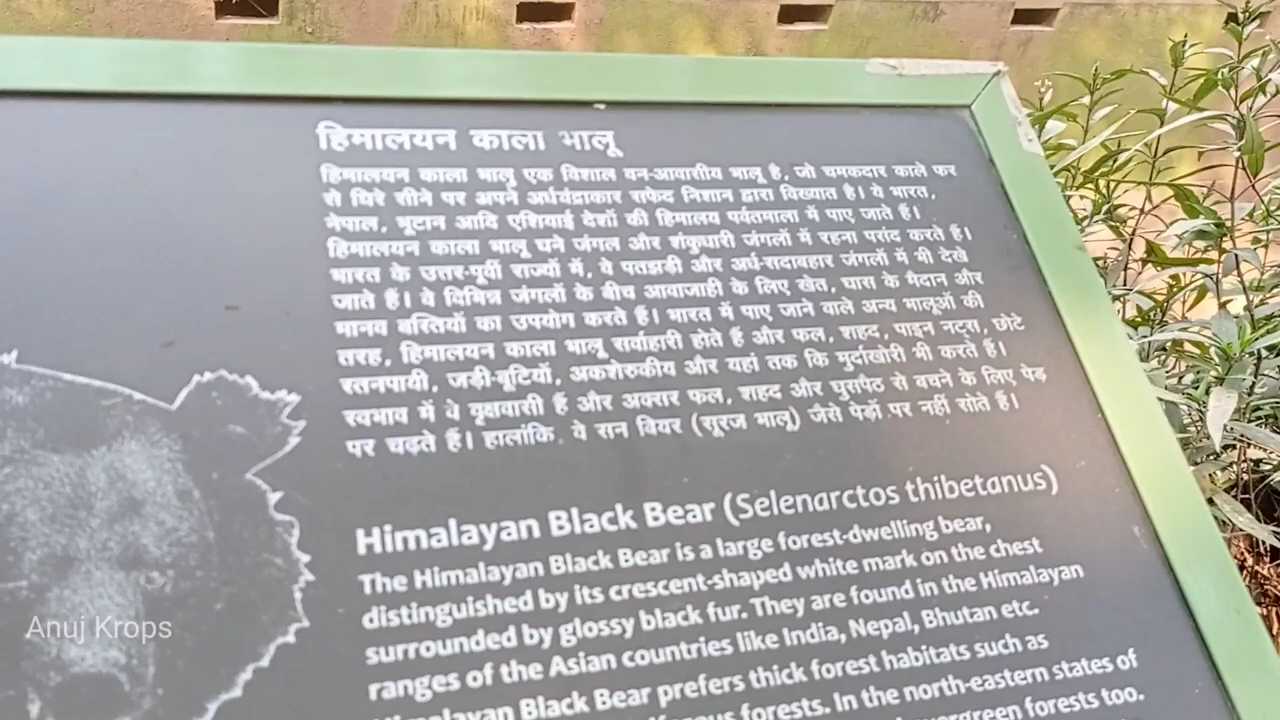 हिमालयन काला भालू
हिमालयन काला भालु एक विशाल वन-आवासीय भालू है, जो चमकदार काले फर
से घिरे सीने पर अपने अर्धचंद्राकार सफेद निशान द्वारा विख्यात है। ये भारत,
नेपाल, भूटान आदि एशियाई देशों की हिमालय पर्वतमाला में पाए जाते हैं।
हिमालयन काला भालू घने जंगल और शंकुधारी जंगलों में रहना पसंद करते हैं।
भारत के उत्तर-पूर्वी राज्यों में, वे पतझड़ी और अर्ध-सदाबहार जंगलों में भी देखे
जाते हैं। वे विभिन्न जंगलों के बीच आवाजाही के लिए खेत, घास के मैदान और
मानव बस्तियों का उपयोग करते हैं। भारत में पाए जाने वाले अन्य भालूओं की
तरह, हिमालयन काला भालू सर्वाहारी होते हैं और फल, शहद, पाइन नट्स, छोटे
स्तनपायी, जड़ी-बूटियों, अकशेरुकीय और यहां तक कि मुर्दाखोरी भी करते हैं।
स्वभाव में ये वृक्षवासी हैं और अक्सर फल, शहद और घुसपैठ से बचने के लिए पेड़
पर चढ़ते हैं। हालांकि, वे सन बियर (सूरज भालू) जैसे पेड़ों पर नहीं सोते हैं।
Himalayan Black Bear (Selenarctos thibetanus)
The Himalayan Black Bear is a large forest-dwelling bear,
distinguished by its crescent-shaped white mark on the chest
surrounded by glossy black fur. They are found in the Himalayan
ranges of the Asian countries like India, Nepal, Bhutan etc.
Himalayan Black Bear prefers thick forest habitats such as
forests. In the north-eastern states of
forests too.
Anuj Krops